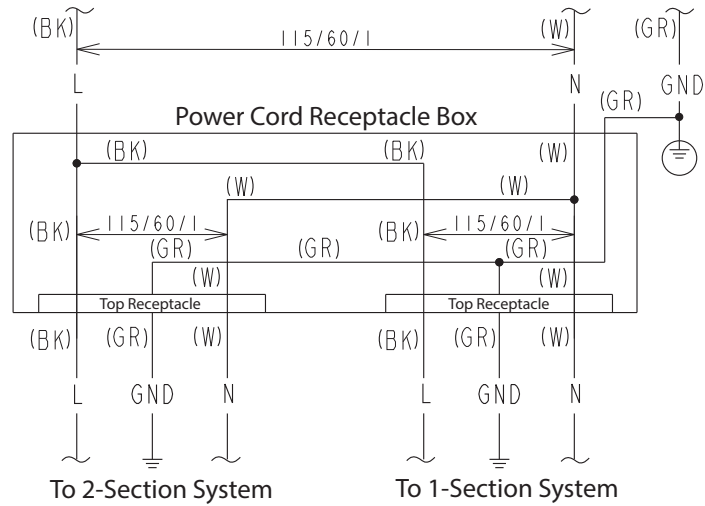 (BK) 115/60/1 (W) (GR)
L N GND
(GR)
Power Cord Receptacle Box
(BK) (BK) (W)
(W) (W)
(BK) 115/60/1 (BK) 115/60/1
(GR) (GR) (GR)
(W) (W)
Top Receptacle Top Receptacle
(BK) (GR) (W) (BK) (GR) (W)
L GND N L GND N
To 2-Section System To 1-Section System